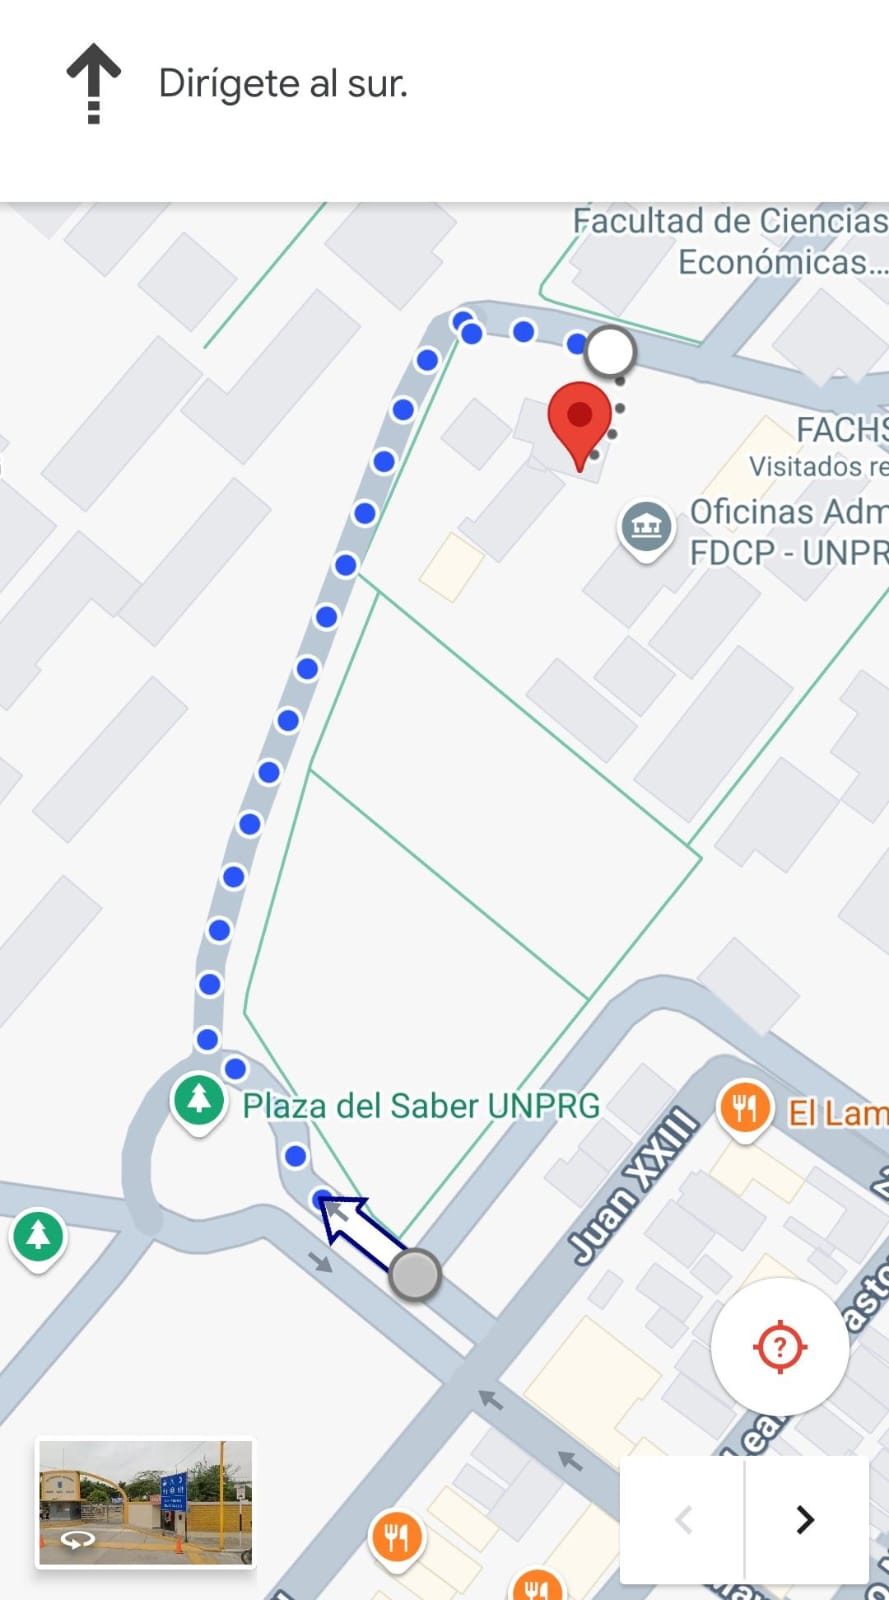 Dirígete al sur.
Facultad de Ciencias
Económicas...
FACHS
Visitados re
Oficinas Adm
FDCP - UNPR
Plaza del Saber UNPRG
El Lam
Juan XXIII
?